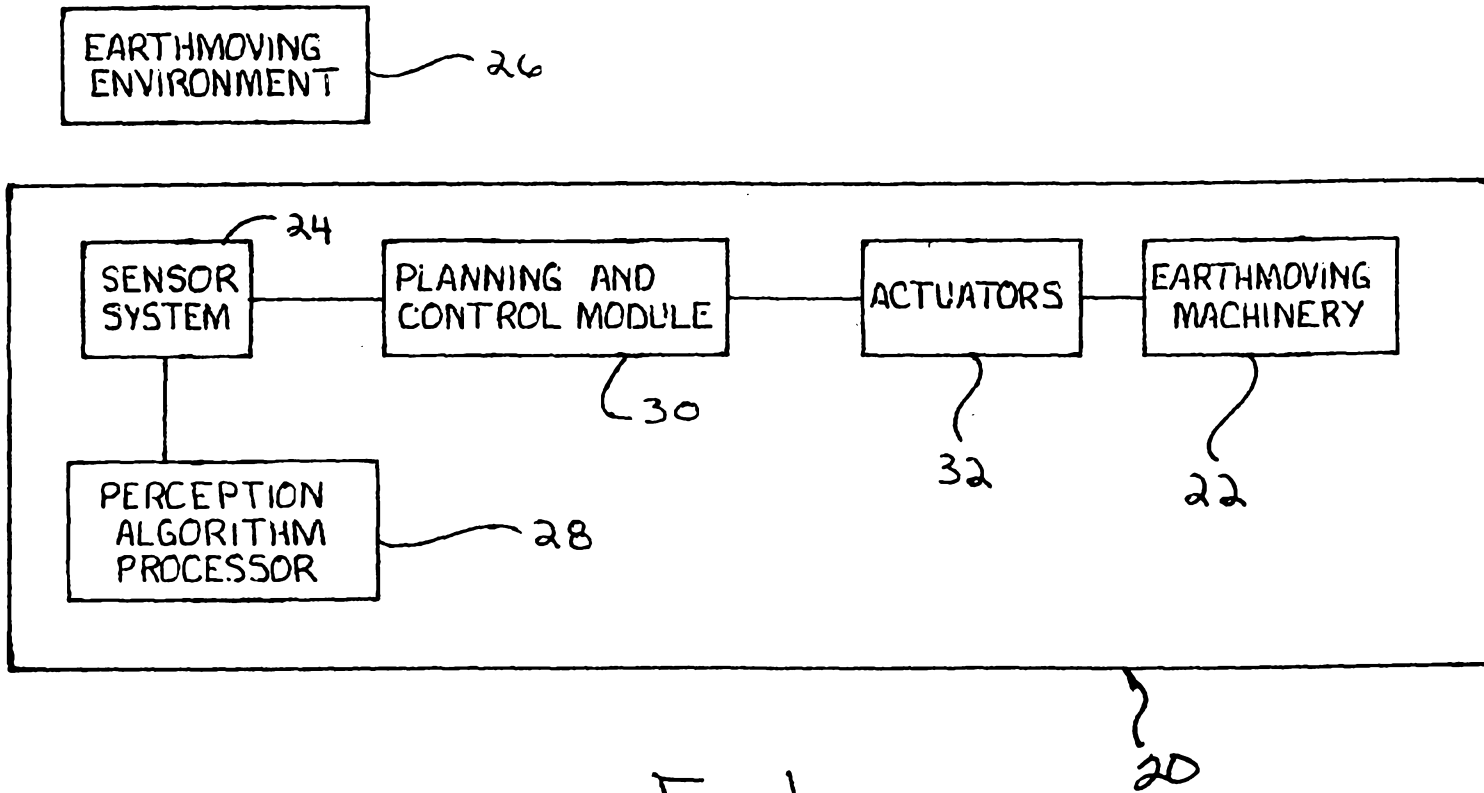 EARTHMOVING
ENVIRONMENT
26
24
SENSOR
SYSTEM
PLANNING AND
CONTROL MODULE
ACTUATORS
EARTHMOVING
MACHINERY
30
32
22
PERCEPTION
ALGORITHM
PROCESSOR
28
20